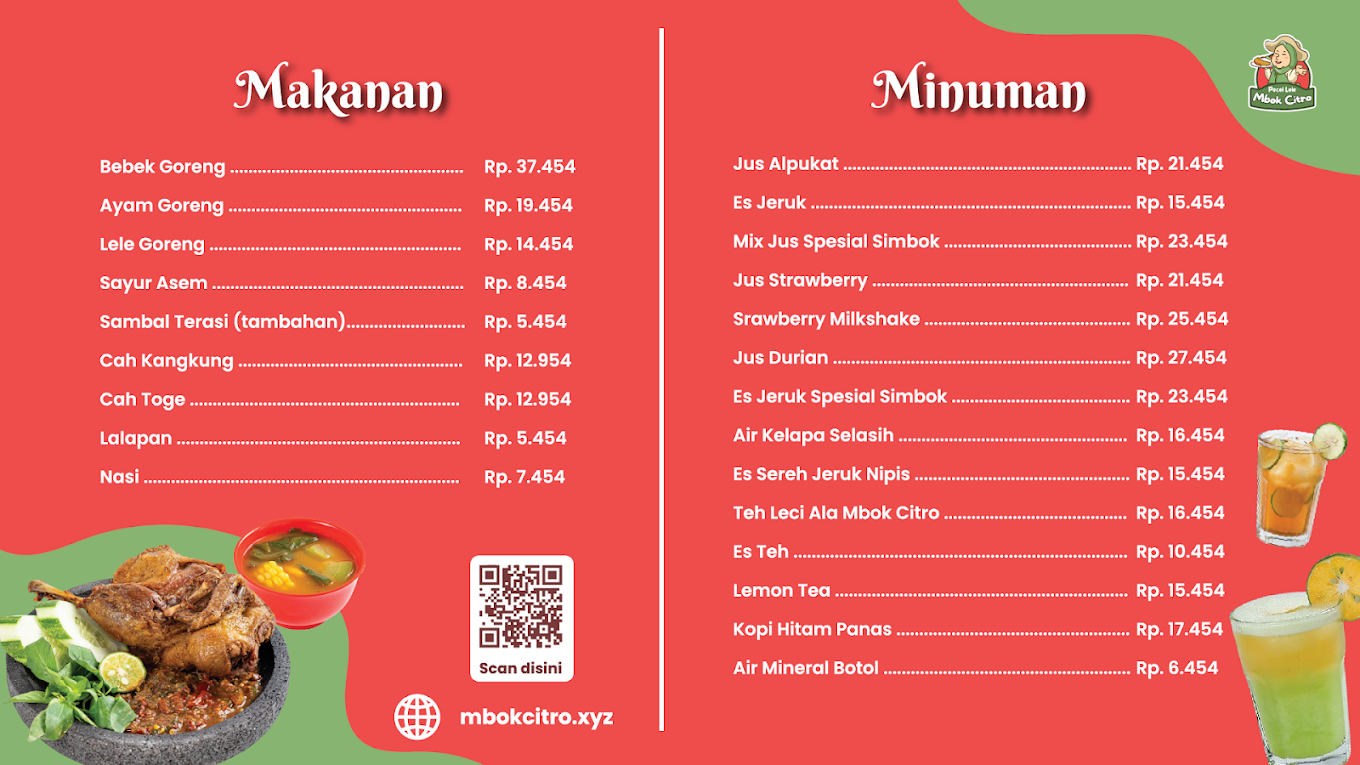 Makanan
Bebek Goreng ................................................ Rp. 37.454
Ayam Goreng ................................................ Rp. 19.454
Lele Goreng ................................................ Rp. 14.454
Sayur Asem ................................................ Rp. 8.454
Sambal Terasi (tambahan)........................ Rp. 5.454
Cah Kangkung ................................................ Rp. 12.954
Cah Toge ................................................ Rp. 12.954
Lalapan ................................................ Rp. 5.454
Nasi ................................................ Rp. 7.454
Scan disini
mbokcitro.xyz
Minuman
Jus Alpukat ................................................ Rp. 21.454
Es Jeruk ................................................ Rp. 15.454
Mix Jus Spesial Simbok ................................ Rp. 23.454
Jus Strawberry ................................................ Rp. 21.454
Srawberry Milkshake ................................ Rp. 25.454
Jus Durian ................................................ Rp. 27.454
Es Jeruk Spesial Simbok ................................ Rp. 23.454
Air Kelapa Selasih ................................ Rp. 16.454
Es Sereh Jeruk Nipis ................................ Rp. 15.454
Teh Leci Ala Mbok Citro ................................ Rp. 16.454
Es Teh ................................................ Rp. 10.454
Lemon Tea ................................................ Rp. 15.454
Kopi Hitam Panas ................................ Rp. 17.454
Air Mineral Botol ................................ Rp. 6.454
Pecel Lele
Mbok Citro